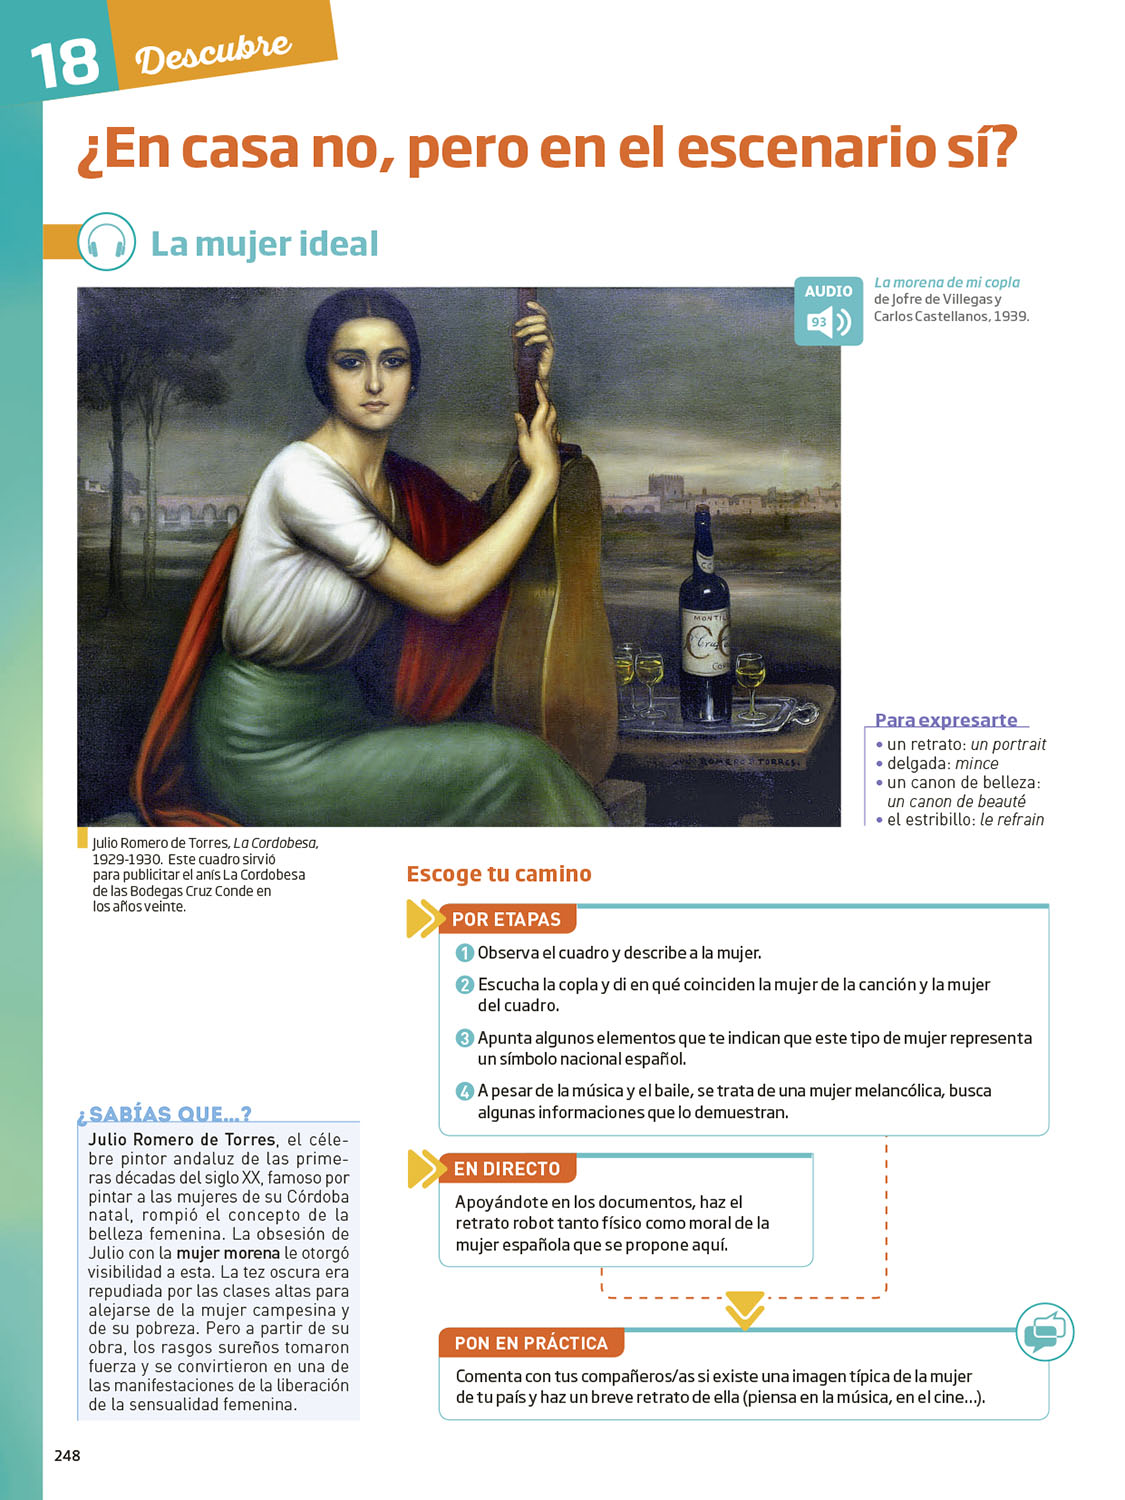 18
Descubre
¿En casa no, pero en el escenario sí?
La mujer ideal
AUDIO
93
La morena de mi copla
de Jofre de Villegas y
Carlos Castellanos, 1939.
MONTIL
C
Cruz
Co
JULIO ROMERO DE TORRES.
Para expresarte
• un retrato: un portrait
• delgada: mince
• un canon de belleza:
un canon de beauté
• el estribillo: le refrain
Julio Romero de Torres, La Cordobesa,
1929-1930. Este cuadro sirvió
para publicitar el anís La Cordobesa
de las Bodegas Cruz Conde en
los años veinte.
Escoge tu camino
POR ETAPAS
1 Observa el cuadro y describe a la mujer.
2 Escucha la copla y di en qué coinciden la mujer de la canción y la mujer
del cuadro.
3 Apunta algunos elementos que te indican que este tipo de mujer representa
un símbolo nacional español.
4 A pesar de la música y el baile, se trata de una mujer melancólica, busca
algunas informaciones que lo demuestran.
¿SABÍAS QUE...?
Julio Romero de Torres, el céle-
bre pintor andaluz de las prime-
ras décadas del siglo XX, famoso por
pintar a las mujeres de su Córdoba
natal, rompió el concepto de la
belleza femenina. La obsesión de
Julio con la mujer morena le otorgó
visibilidad a esta. La tez oscura era
repudiada por las clases altas para
alejarse de la mujer campesina y
de su pobreza. Pero a partir de su
obra, los rasgos sureños tomaron
fuerza y se convirtieron en una de
las manifestaciones de la liberación
de la sensualidad femenina.
EN DIRECTO
Apoyándote en los documentos, haz el
retrato robot tanto físico como moral de la
mujer española que se propone aquí.
PON EN PRÁCTICA
Comenta con tus compañeros/as si existe una imagen típica de la mujer
de tu país y haz un breve retrato de ella (piensa en la música, en el cine...).
248